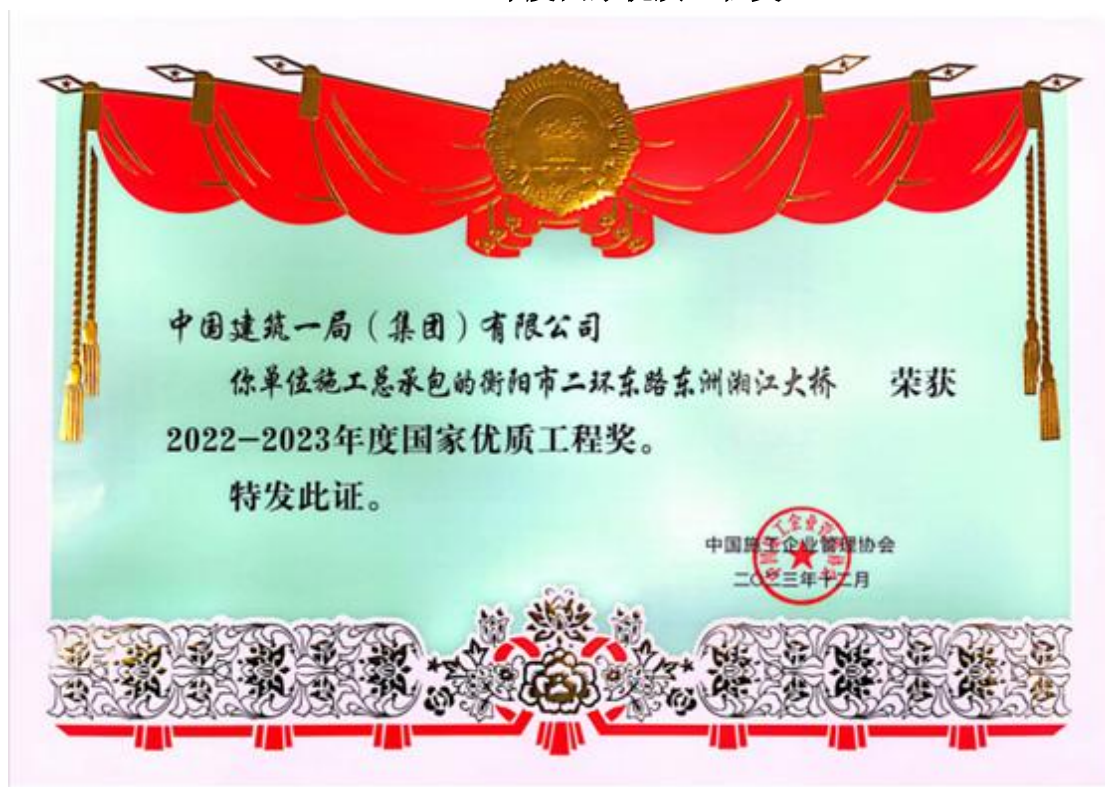 中国建筑一局（集团）有限公司
你单位施工总承包的衡阳市二环东路东洲湘江大桥 荣获
2022-2023年度国家优质工程奖。
特发此证。
中国施工企业管理协会
二〇二三年十二月